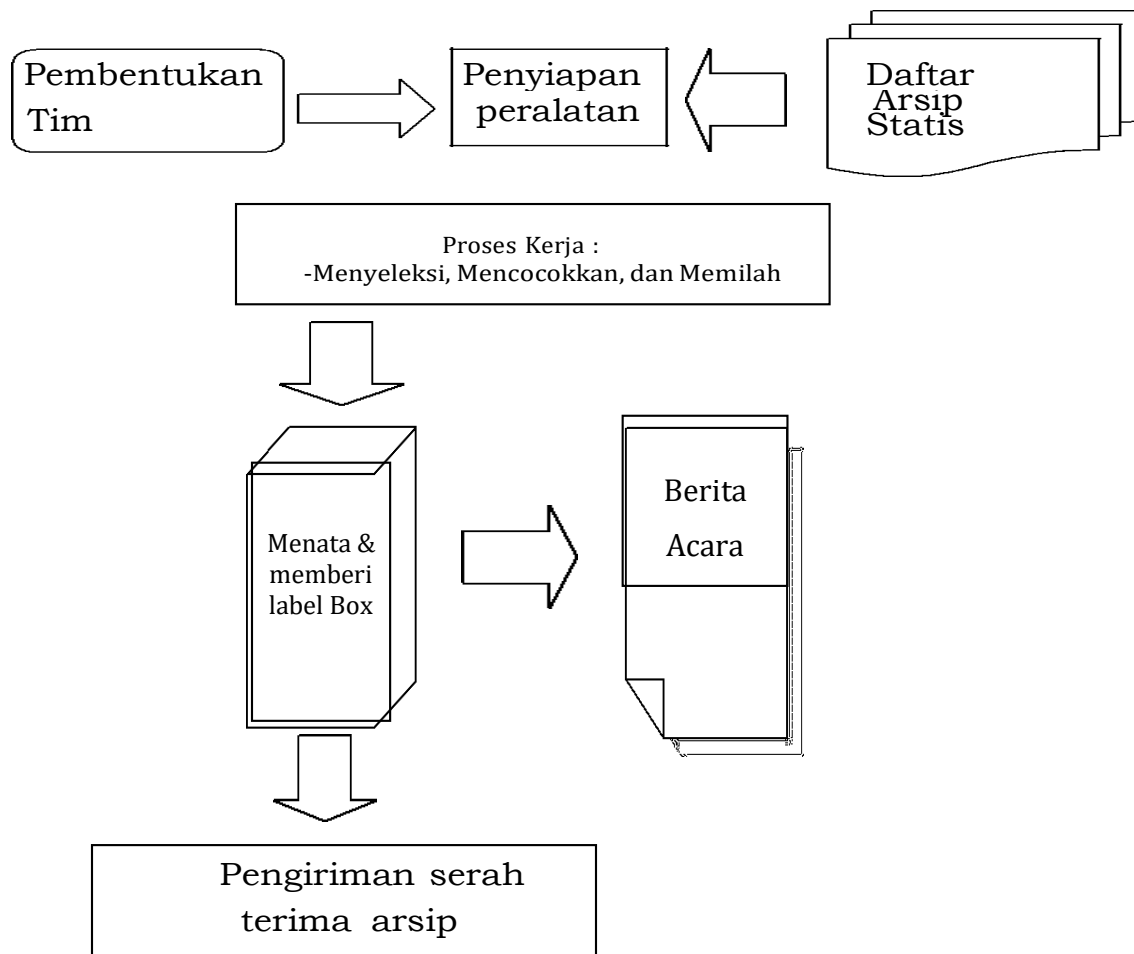 Pembentukan
Tim
Penyiapan
peralatan
Daftar
Arsip
Statis
Proses Kerja :
-Menyeleksi, Mencocokkan, dan Memilah
Menata &
memberi
label Box
Berita
Acara
Pengiriman serah
terima arsip